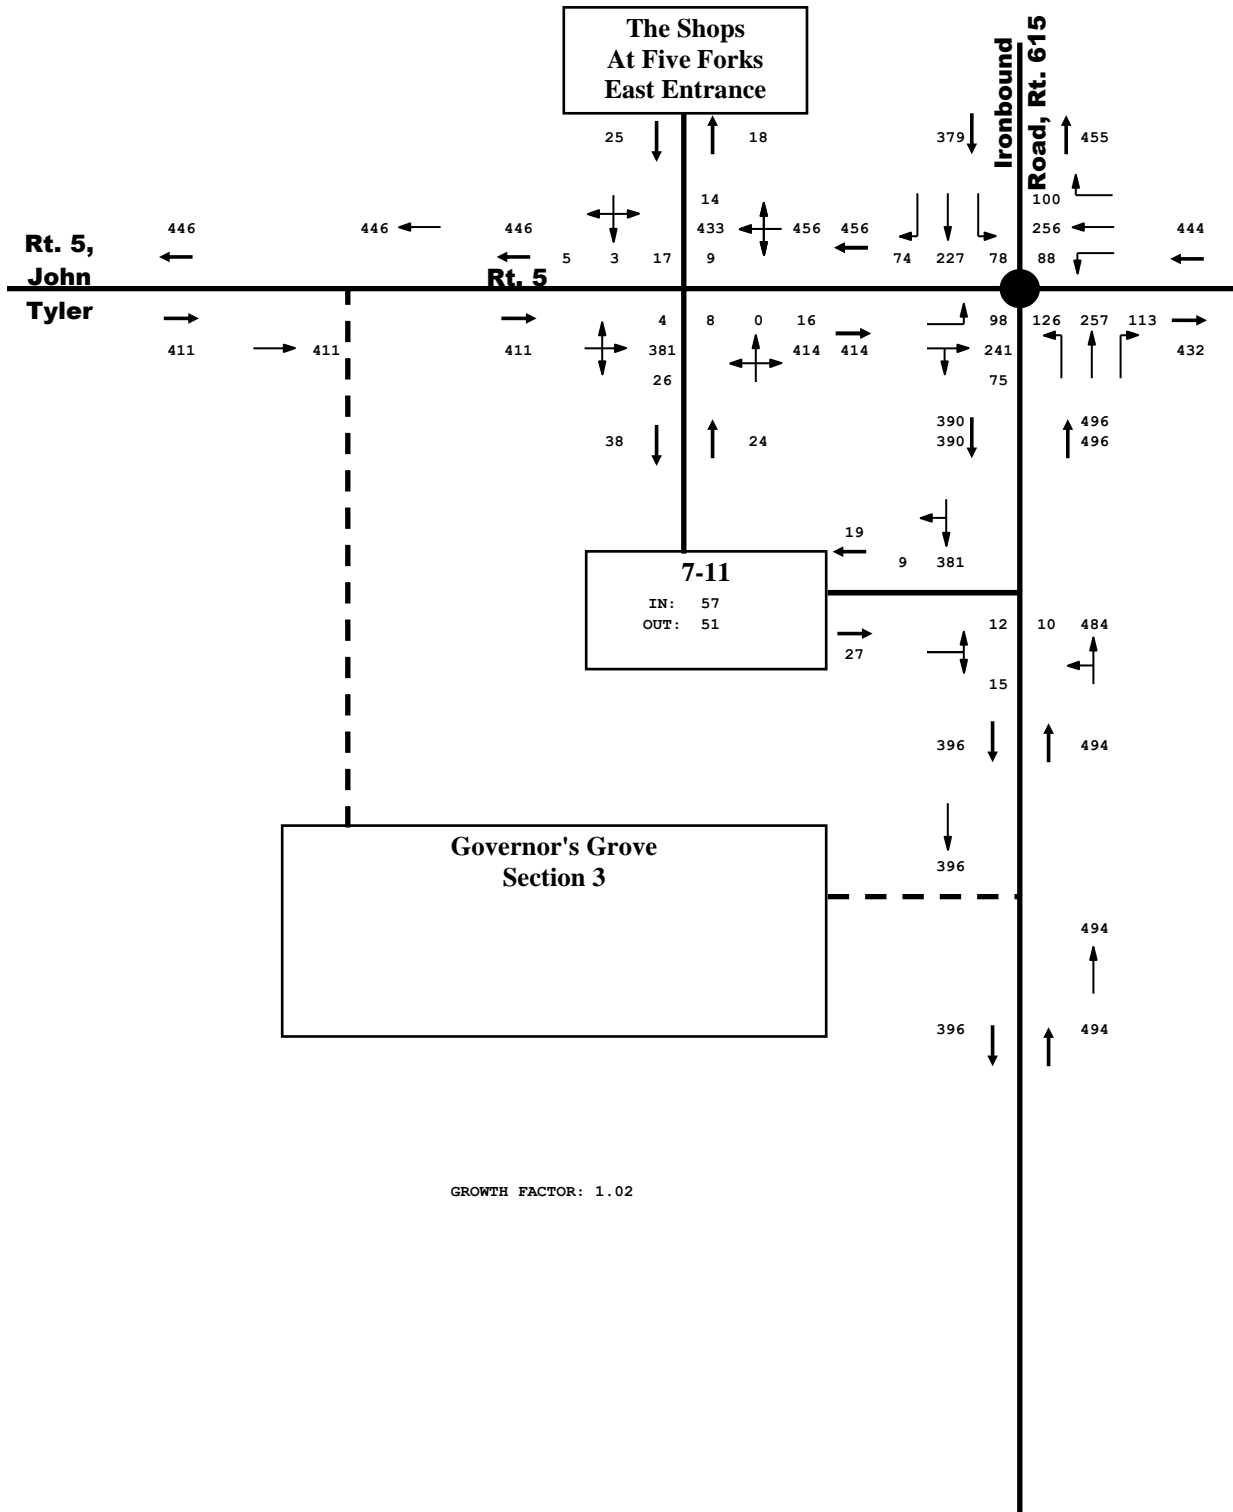 The Shops
At Five Forks
East Entrance
Ironbound
Road, Rt. 615
25 18 379 455
14 100
446 446 446 433 456 456 256 444
5 3 17 9 74 227 78 88
Rt. 5,
John
Tyler
Rt. 5
4 8 0 16 98 126 257 113
411 411 411 381 414 414 241 432
26 75
390 496
38 24 390 496
19
9 381
7-11
IN: 57
OUT: 51
12 10 484
27
15
396 494
Governor's Grove
Section 3
396
494
396 494
GROWTH FACTOR: 1.02